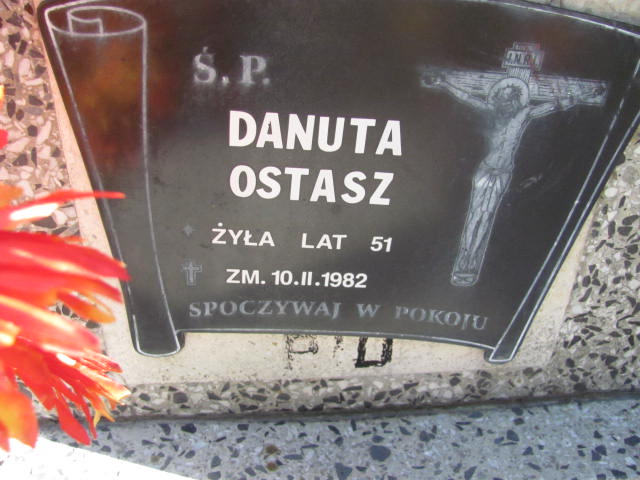 Ś.P.
I.N.R.I.
DANUTA
OSTASZ
ŻYŁA LAT 51
ZM. 10.II.1982
SPOCZYWAJ W POKOJU